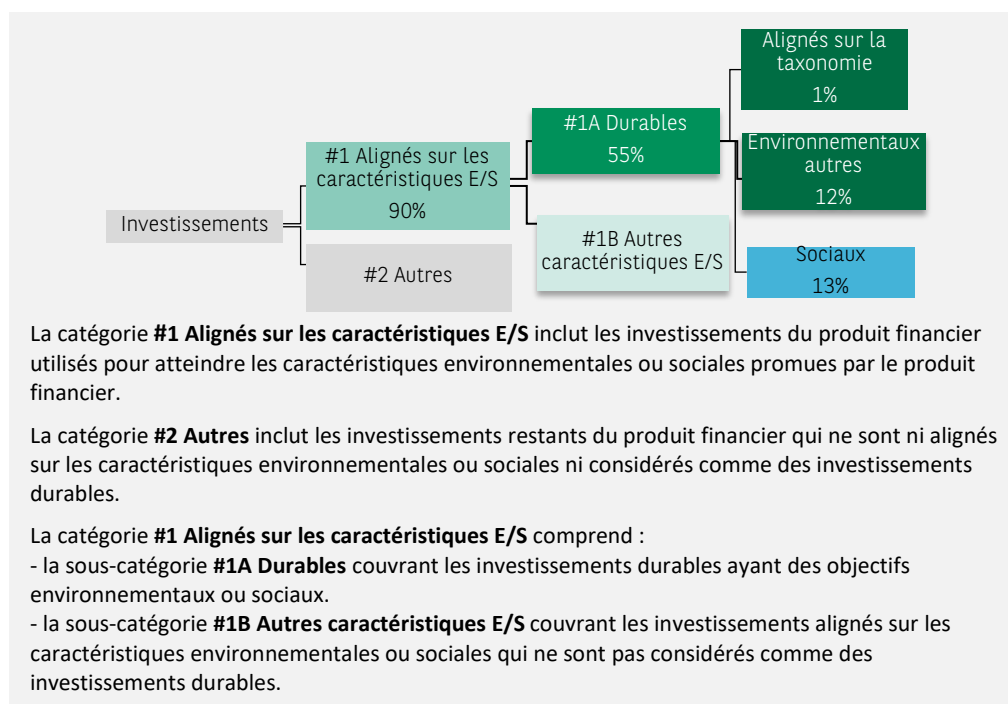 Alignés sur la
taxonomie
1%
#1A Durables
55%
Environnementaux
autres
12%
#1 Alignés sur les
caractéristiques E/S
90%
Investissements
#1B Autres
caractéristiques E/S
#2 Autres
Sociaux
13%
La catégorie #1 Alignés sur les caractéristiques E/S inclut les investissements du produit financier
utilisés pour atteindre les caractéristiques environnementales ou sociales promues par le produit
financier.
La catégorie #2 Autres inclut les investissements restants du produit financier qui ne sont ni alignés
sur les caractéristiques environnementales ou sociales ni considérés comme des investissements
durables.
La catégorie #1 Alignés sur les caractéristiques E/S comprend :
- la sous-catégorie #1A Durables couvrant les investissements durables ayant des objectifs
environnementaux ou sociaux.
- la sous-catégorie #1B Autres caractéristiques E/S couvrant les investissements alignés sur les
caractéristiques environnementales ou sociales qui ne sont pas considérés comme des
investissements durables.